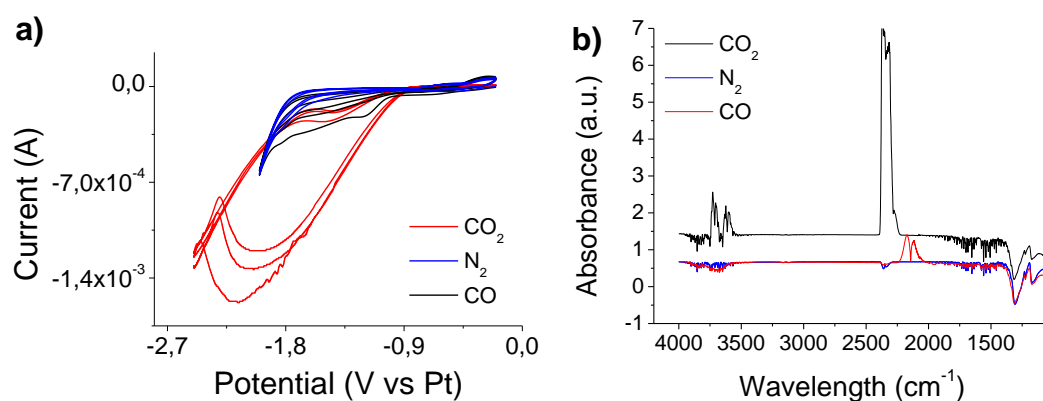 a)
0,0
-7,0x10⁻⁴
-1,4x10⁻³
Current (A)
CO₂
N₂
CO
-2,7
-1,8
-0,9
0,0
Potential (V vs Pt)
b)
7
6
5
4
3
2
1
0
-1
Absorbance (a.u.)
CO₂
N₂
CO
4000
3500
3000
2500
2000
1500
Wavelength (cm⁻¹)